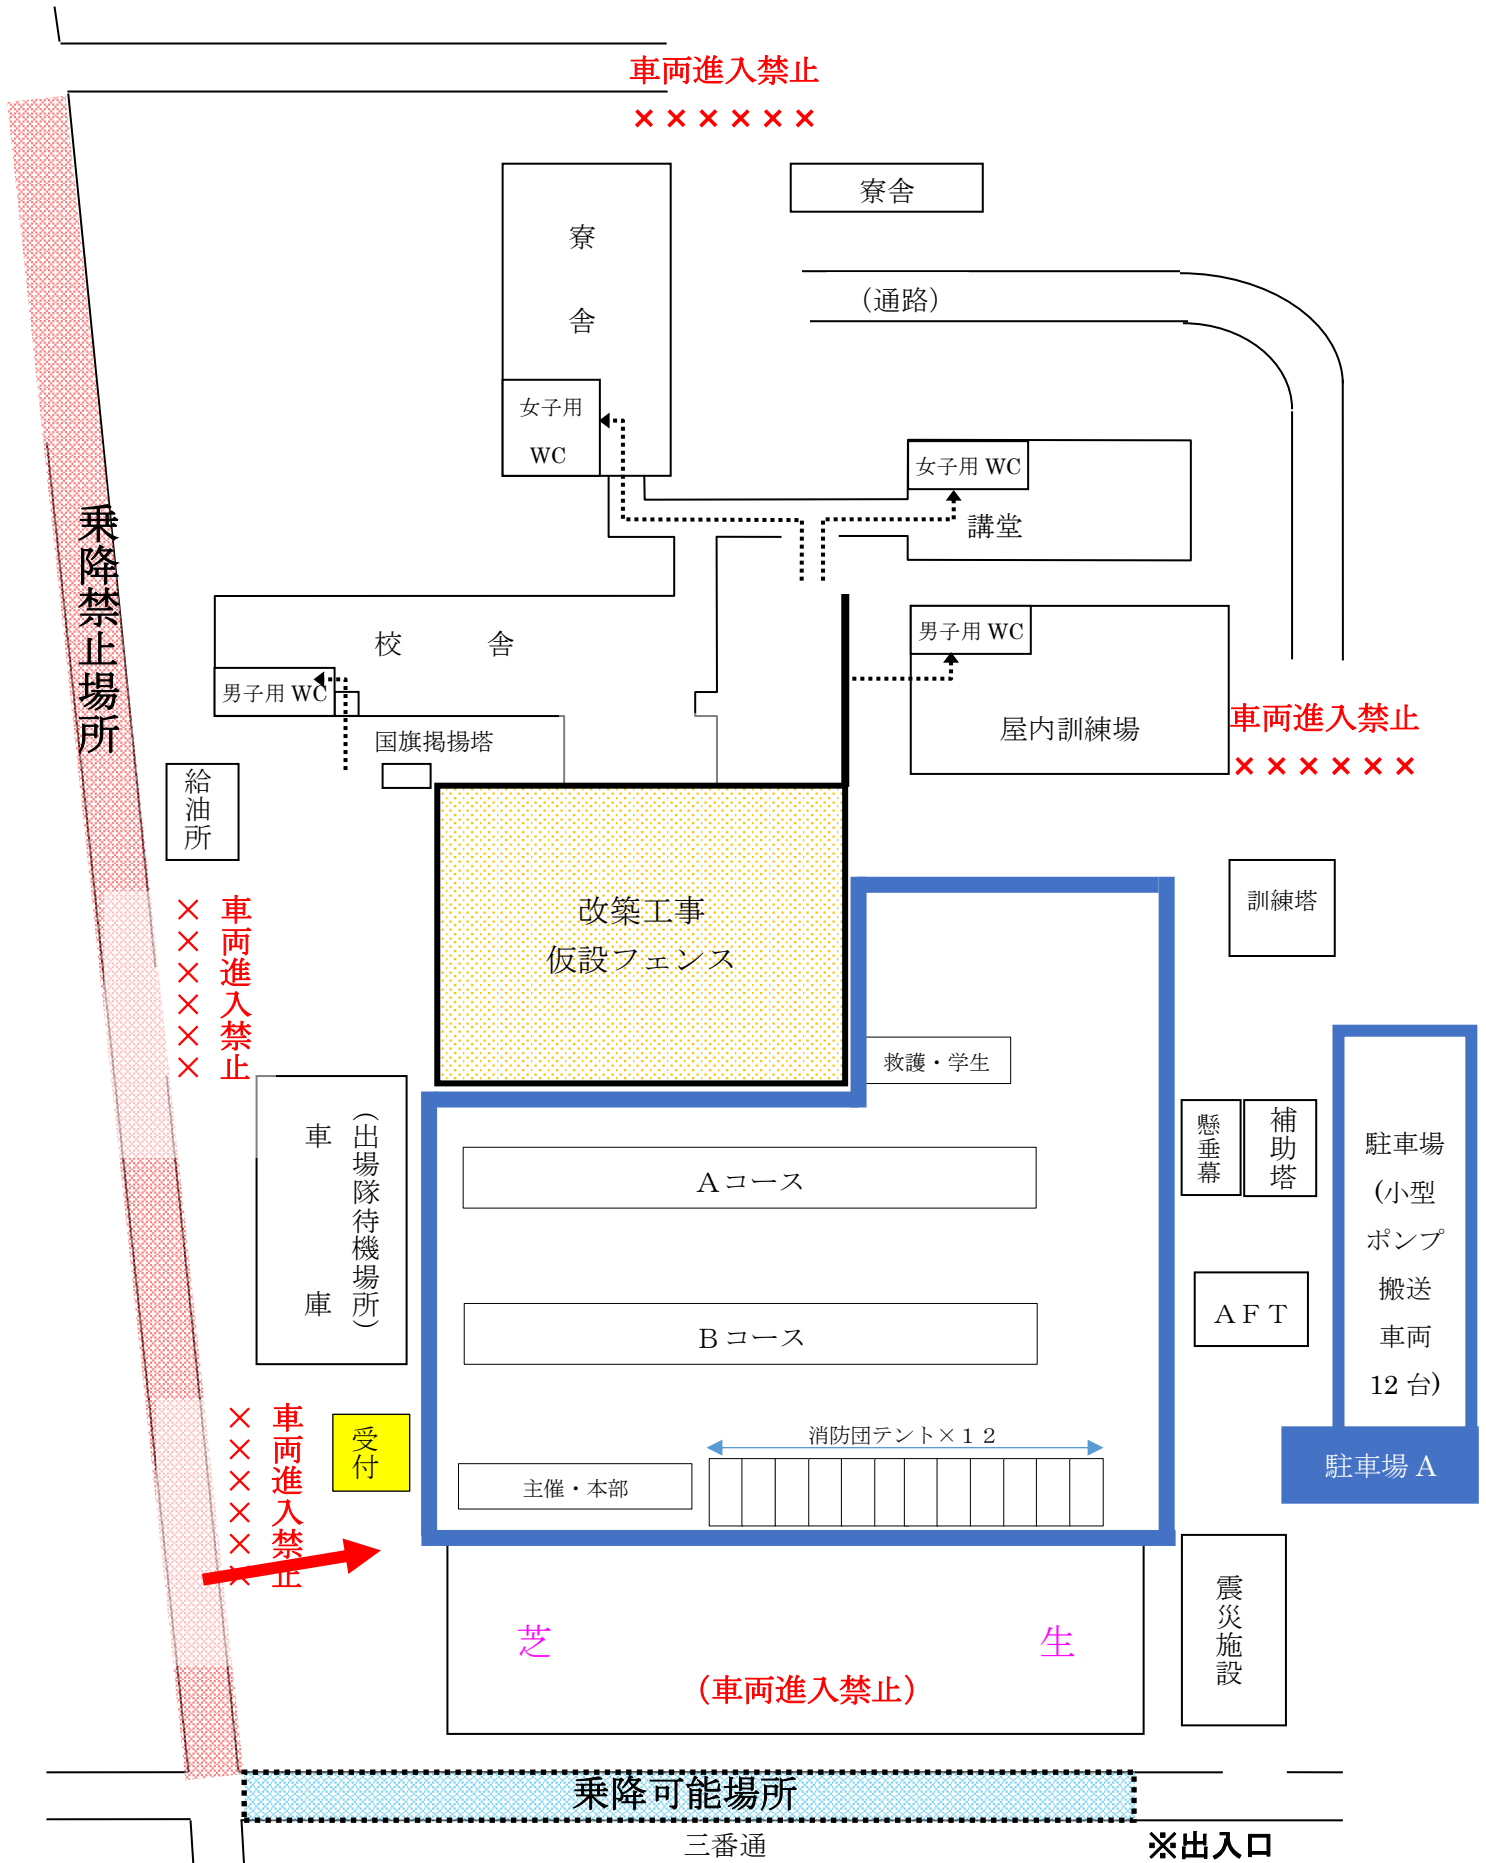 車両進入禁止
××××××
寮舎
寮
舎
(通路)
女子用
WC
女子用 WC
講堂
乗降禁止場所
男子用 WC
校 舎
男子用 WC
国旗掲揚塔
屋内訓練場
車両進入禁止
××××××
給油所
訓練塔
車両進入禁止
××××××
改築工事
仮設フェンス
救護・学生
(出場隊待機場所)
車 庫
Aコース
懸垂幕
補助塔
駐車場
(小型
ポンプ
搬送
車両
12 台)
AFT
Bコース
車両進入禁止
××××××
受付
消防団テント×12
主催・本部
駐車場 A
震災施設
芝 生
(車両進入禁止)
乗降可能場所
三番通
※出入口